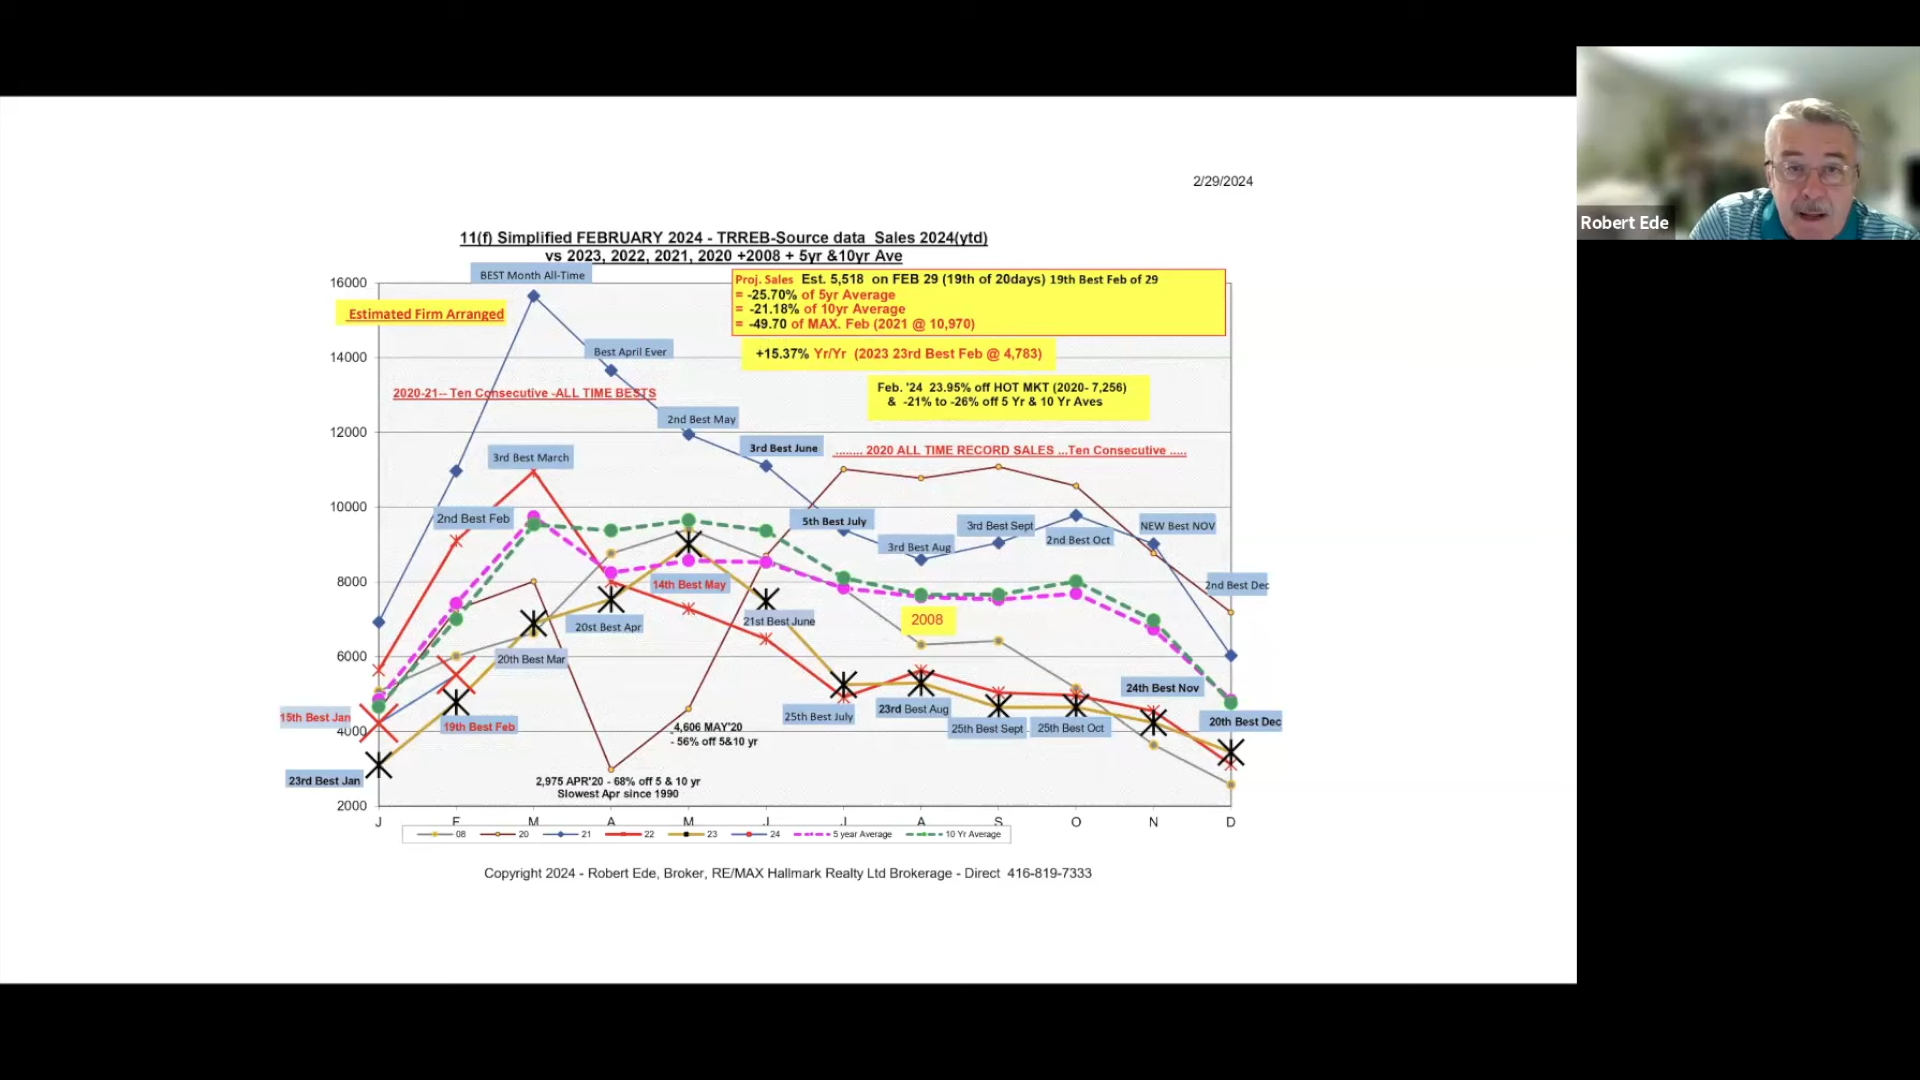 2/29/2024
Robert Ede
11(f) Simplified FEBRUARY 2024 - TRREB-Source data Sales 2024(ytd)
vs 2023, 2022, 2021, 2020 +2008 + 5yr &10yr Ave
BEST Month All-Time
Proj. Sales Est. 5,518 on FEB 29 (19th of 20days) 19th Best Feb of 29
= -25.70% of 5yr Average
= -21.18% of 10yr Average
= -49.70 of MAX. Feb (2021 @ 10,970)
16000
Estimated Firm Arranged
+15.37% Yr/Yr (2023 23rd Best Feb @ 4,783)
Best April Ever
14000
Feb. '24 23.95% off HOT MKT (2020- 7,256)
& -21% to -26% off 5 Yr & 10 Yr Aves
2020-21-- Ten Consecutive -ALL TIME BESTS
2nd Best May
12000
3rd Best June
........ 2020 ALL TIME RECORD SALES ...Ten Consecutive .....
3rd Best March
10000
2nd Best Feb
5th Best July
3rd Best Sept
NEW Best NOV
3rd Best Aug
2nd Best Oct
8000
14th Best May
2nd Best Dec
20st Best Apr
21st Best June
2008
6000
20th Best Mar
24th Best Nov
15th Best Jan
19th Best Feb
25th Best July
23rd Best Aug
20th Best Dec
4000
4,606 MAY'20
- 56% off 5&10 yr
25th Best Sept
25th Best Oct
23rd Best Jan
2,975 APR'20 - 68% off 5 & 10 yr
Slowest Apr since 1990
2000
J F M A M J J A S O N D
08 20 21 22 23 24 5 year Average 10 Yr Average
Copyright 2024 - Robert Ede, Broker, RE/MAX Hallmark Realty Ltd Brokerage - Direct 416-819-7333